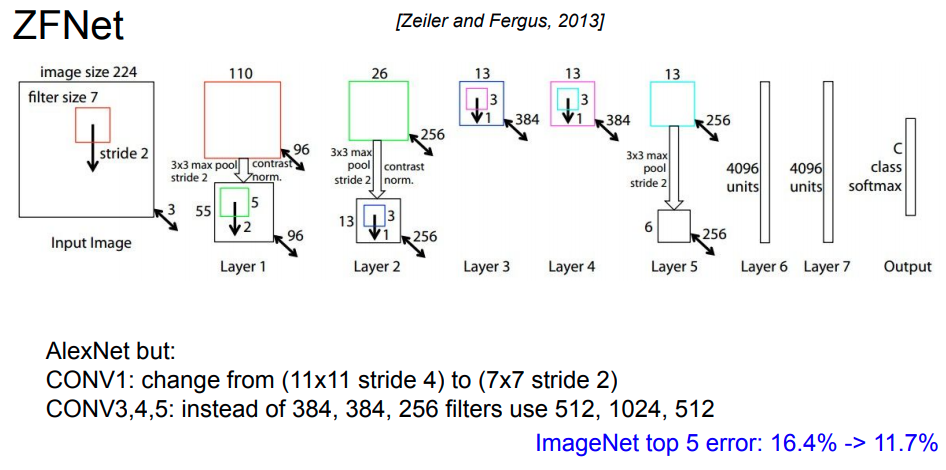 ZFNet
[Zeiler and Fergus, 2013]
image size 224
110
26
13
13
13
filter size 7
stride 2
3
Input Image
96
3x3 max pool
stride 2
contrast
norm.
55
5
2
96
Layer 1
256
3x3 max
pool
stride 2
contrast
norm.
13
3
1
256
Layer 2
3
1
384
Layer 3
3
1
384
Layer 4
256
3x3 max
pool
stride 2
6
256
Layer 5
4096
units
Layer 6
4096
units
Layer 7
C
class
softmax
Output
AlexNet but:
CONV1: change from (11x11 stride 4) to (7x7 stride 2)
CONV3,4,5: instead of 384, 384, 256 filters use 512, 1024, 512
ImageNet top 5 error: 16.4% -> 11.7%